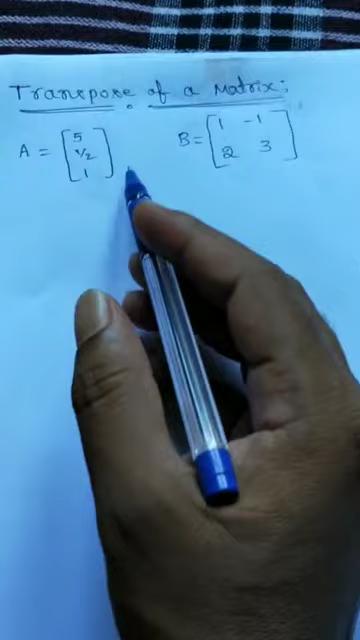 Transpose of a Matrix:
A = [5 1/2 1] B = [1 -1 2 3]